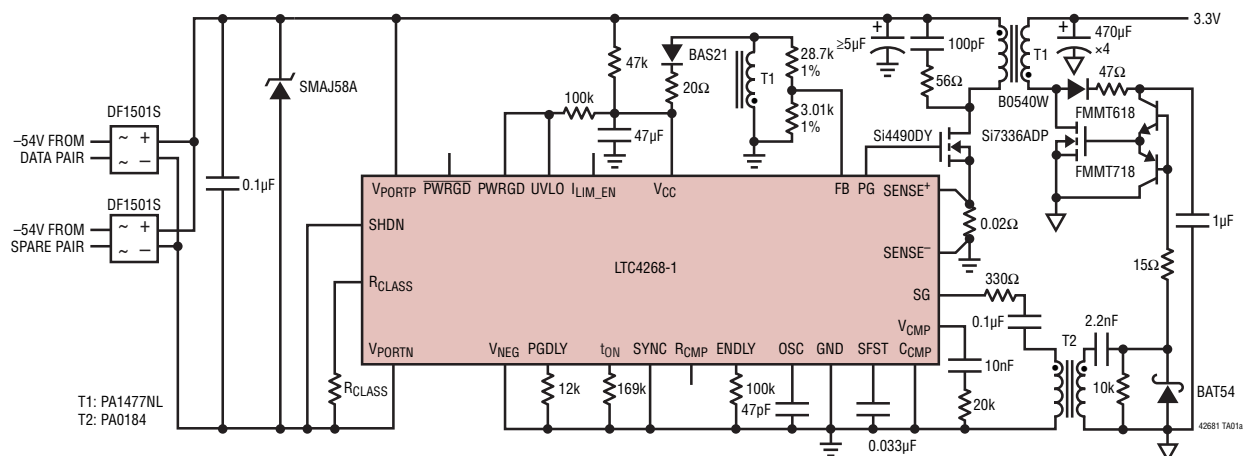 3.3V
+
≥5µF
100pF
+
470µF
×4
BAS21
28.7k
1%
T1
T1
47k
47Ω
SMAJ58A
20Ω
56Ω
B0540W
100k
3.01k
1%
FMMT618
DF1501S
47µF
Si4490DY
Si7336ADP
–54V FROM
DATA PAIR
~ +
~ –
FMMT718
0.1µF
VPORTP
PWRGD
PWRGD
UVLO
ILIM_EN
VCC
FB
PG
SENSE+
DF1501S
–54V FROM
SPARE PAIR
~ +
~ –
SHDN
0.02Ω
1µF
SENSE–
LTC4268-1
15Ω
RCLASS
330Ω
SG
0.1µF
VCMP
T2
2.2nF
VPORTN
VNEG
PGDLY
tON
SYNC
RCMP
ENDLY
OSC
GND
SFST
CCMP
10nF
RCLASS
12k
169k
100k
47pF
10k
BAT54
T1: PA1477NL
T2: PA0184
20k
0.033µF
42681 TA01a